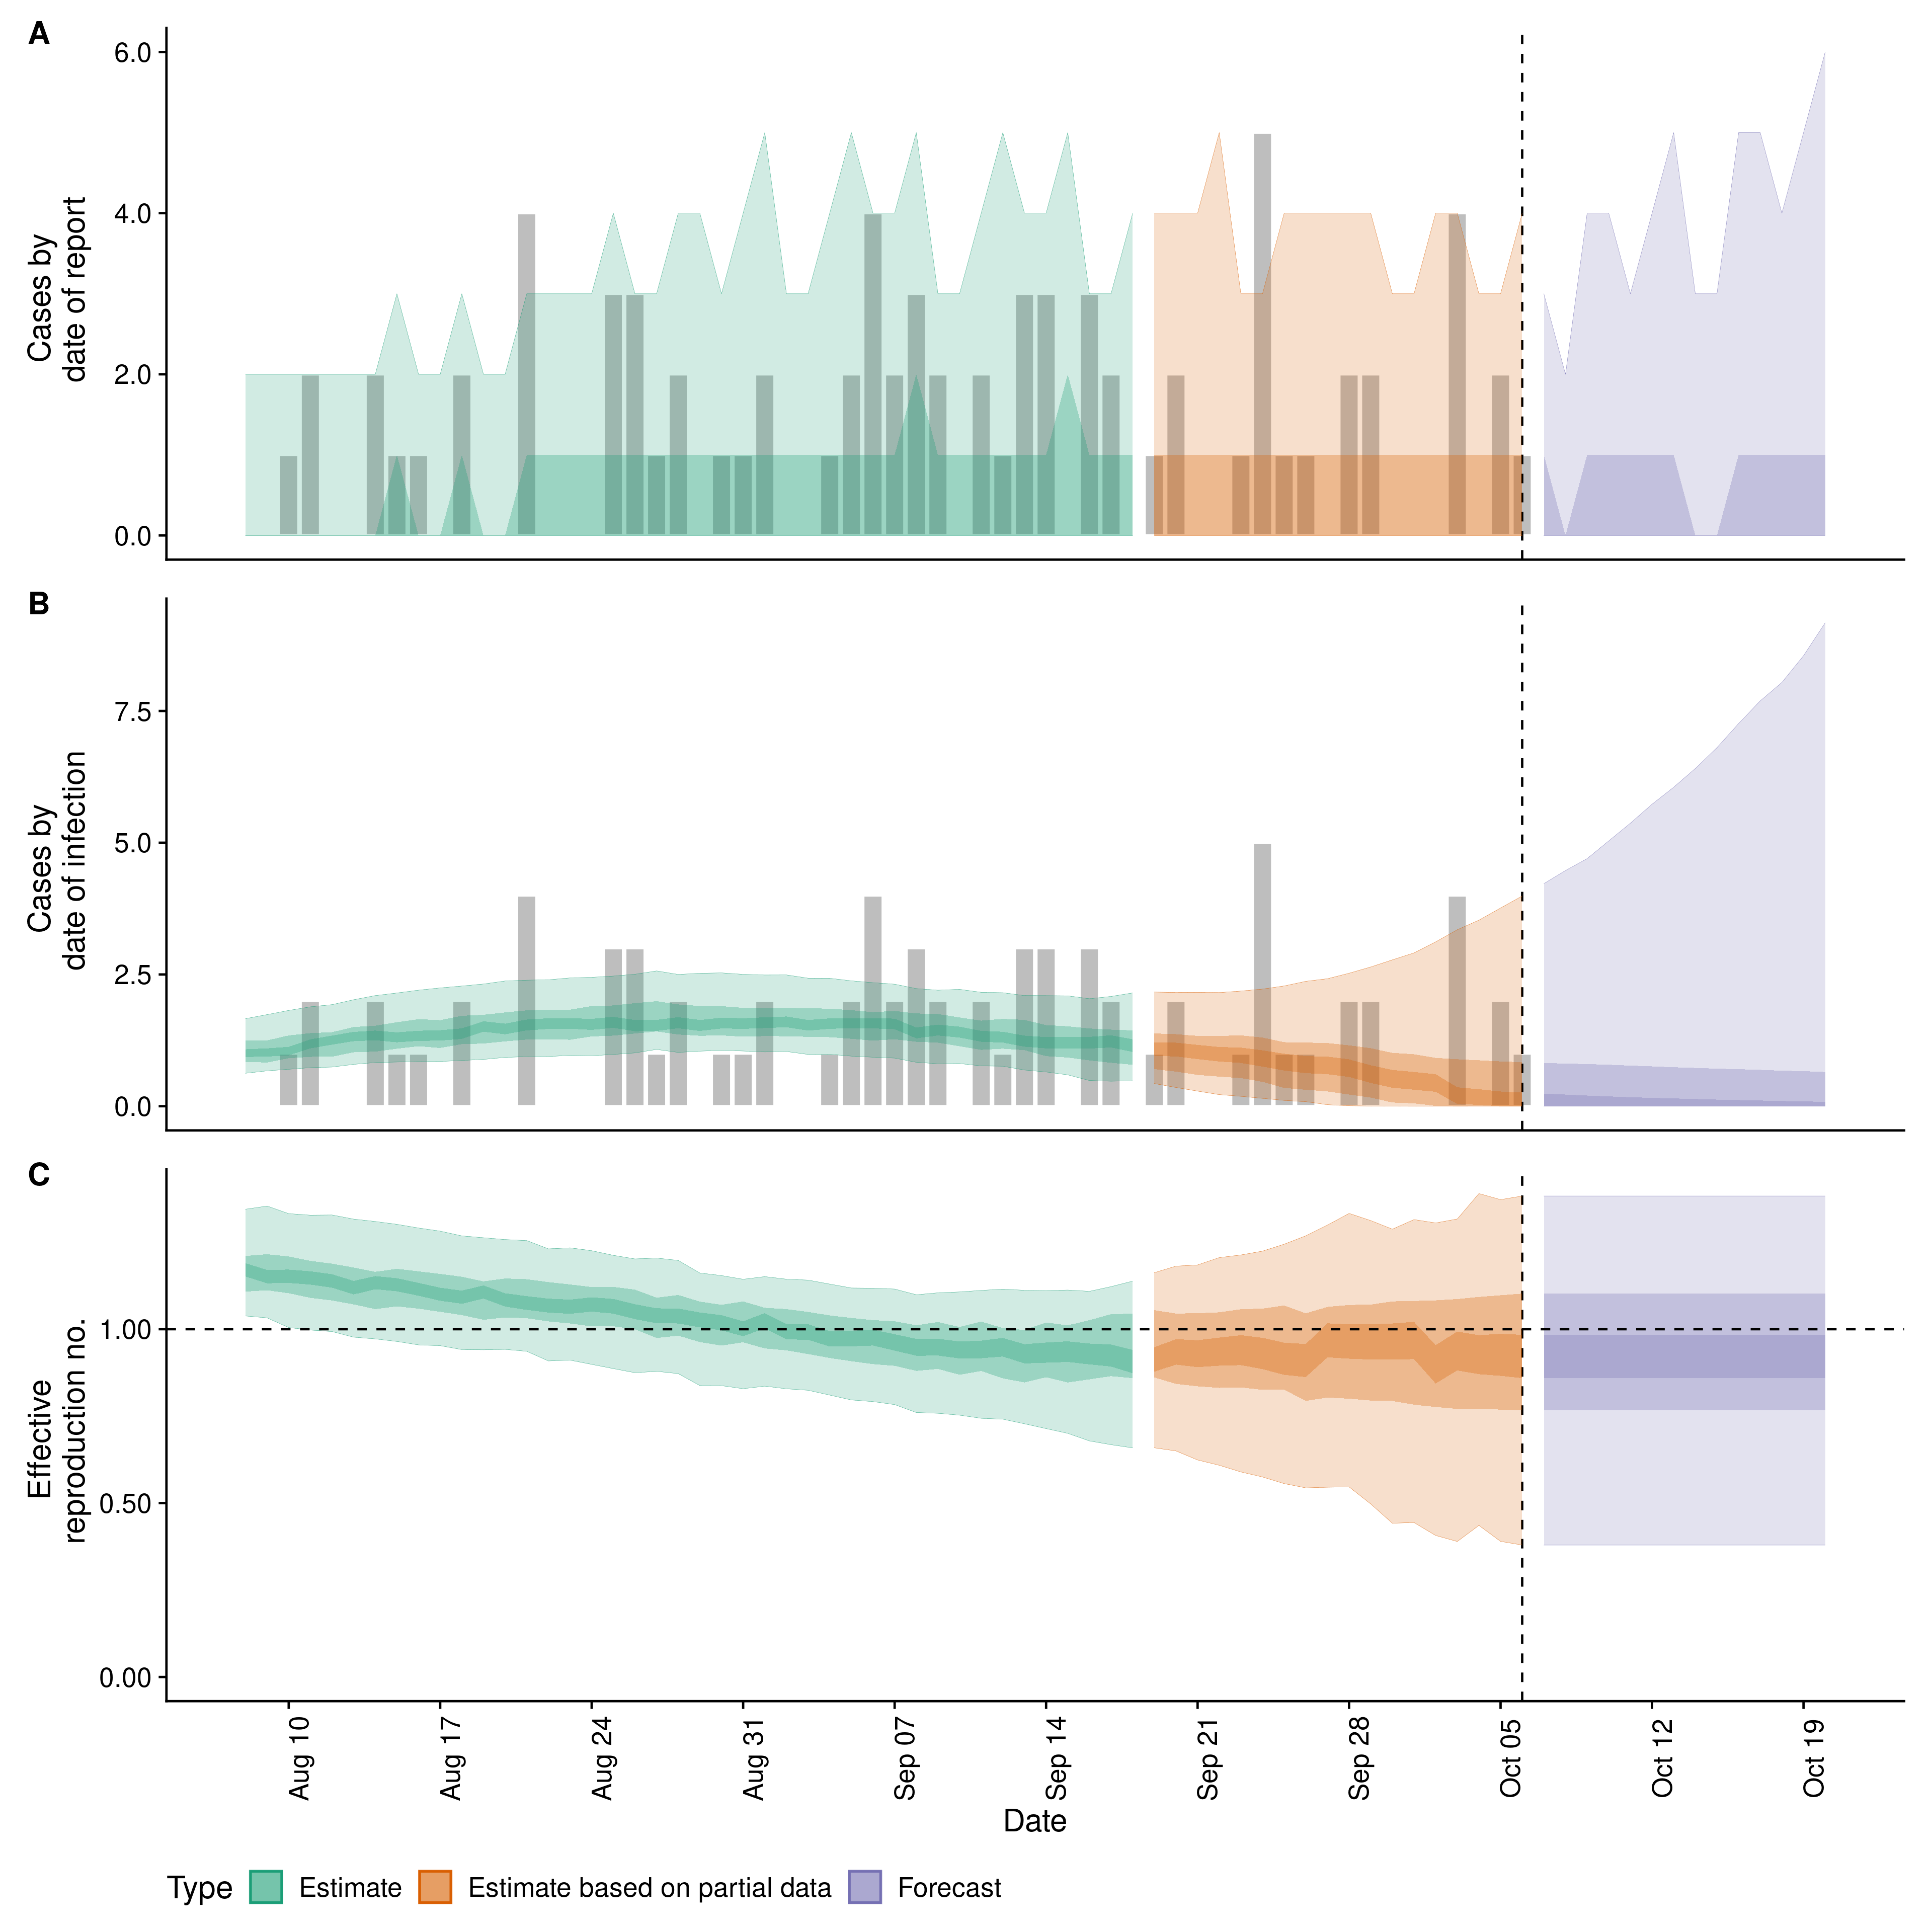 A
Cases by
date of report
6.0
4.0
2.0
0.0
B
Cases by
date of infection
7.5
5.0
2.5
0.0
C
Effective
reproduction no.
1.00
0.50
0.00
Aug 10
Aug 17
Aug 24
Aug 31
Sep 07
Sep 14
Sep 21
Sep 28
Oct 05
Oct 12
Oct 19
Date
Type Estimate Estimate based on partial data Forecast